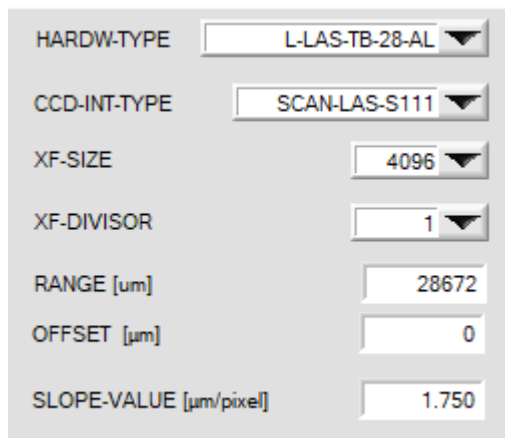 HARDW-TYPE L-LAS-TB-28-AL
CCD-INT-TYPE SCAN-LAS-S111
XF-SIZE 4096
XF-DIVISOR 1
RANGE [um] 28672
OFFSET [µm] 0
SLOPE-VALUE [µm/pixel] 1.750